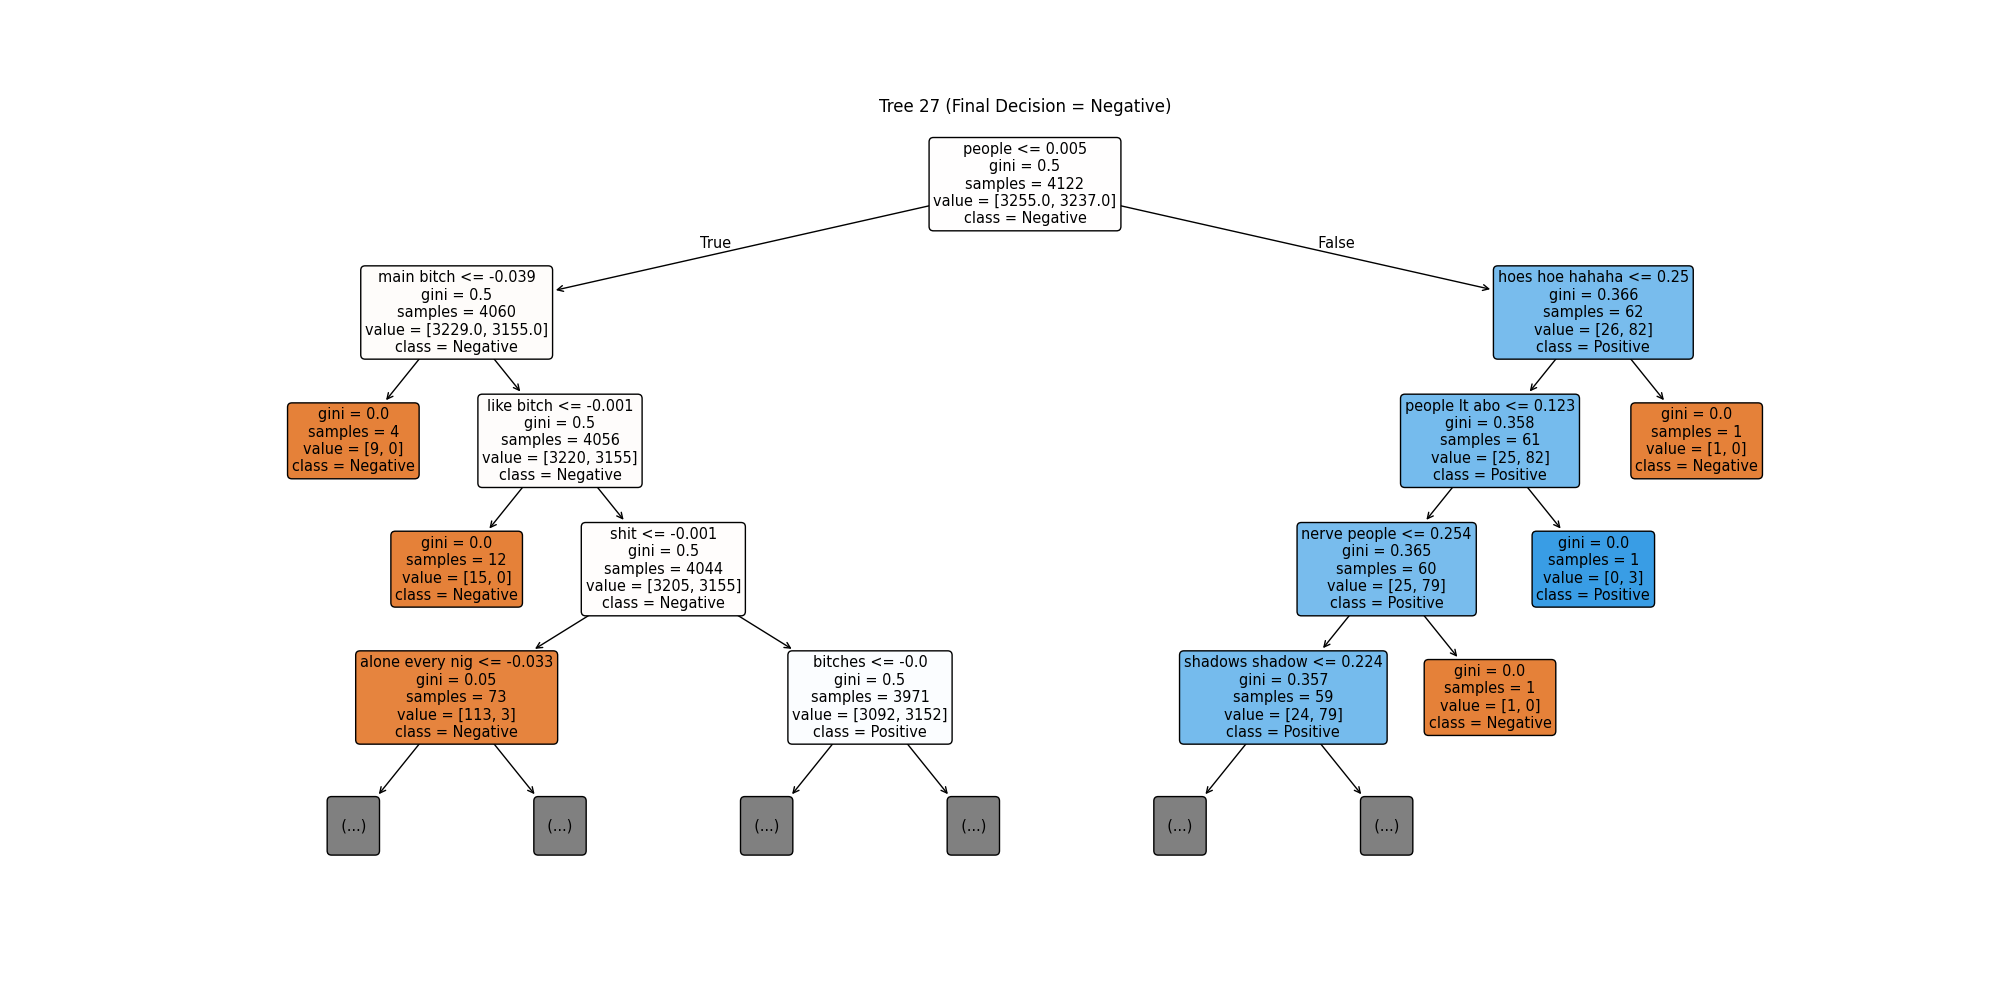 Tree 27 (Final Decision = Negative)
people <= 0.005
gini = 0.5
samples = 4122
value = [3255.0, 3237.0]
class = Negative
True
False
main bitch <= -0.039
gini = 0.5
samples = 4060
value = [3229.0, 3155.0]
class = Negative
hoes hoe hahaha <= 0.25
gini = 0.366
samples = 62
value = [26, 82]
class = Positive
gini = 0.0
samples = 4
value = [9, 0]
class = Negative
like bitch <= -0.001
gini = 0.5
samples = 4056
value = [3220, 3155]
class = Negative
people lt abo <= 0.123
gini = 0.358
samples = 61
value = [25, 82]
class = Positive
gini = 0.0
samples = 1
value = [1, 0]
class = Negative
gini = 0.0
samples = 12
value = [15, 0]
class = Negative
shit <= -0.001
gini = 0.5
samples = 4044
value = [3205, 3155]
class = Negative
nerve people <= 0.254
gini = 0.365
samples = 60
value = [25, 79]
class = Positive
gini = 0.0
samples = 1
value = [0, 3]
class = Positive
alone every nig <= -0.033
gini = 0.05
samples = 73
value = [113, 3]
class = Negative
bitches <= -0.0
gini = 0.5
samples = 3971
value = [3092, 3152]
class = Positive
shadows shadow <= 0.224
gini = 0.357
samples = 59
value = [24, 79]
class = Positive
gini = 0.0
samples = 1
value = [1, 0]
class = Negative
(...)
(...)
(...)
(...)
(...)
(...)